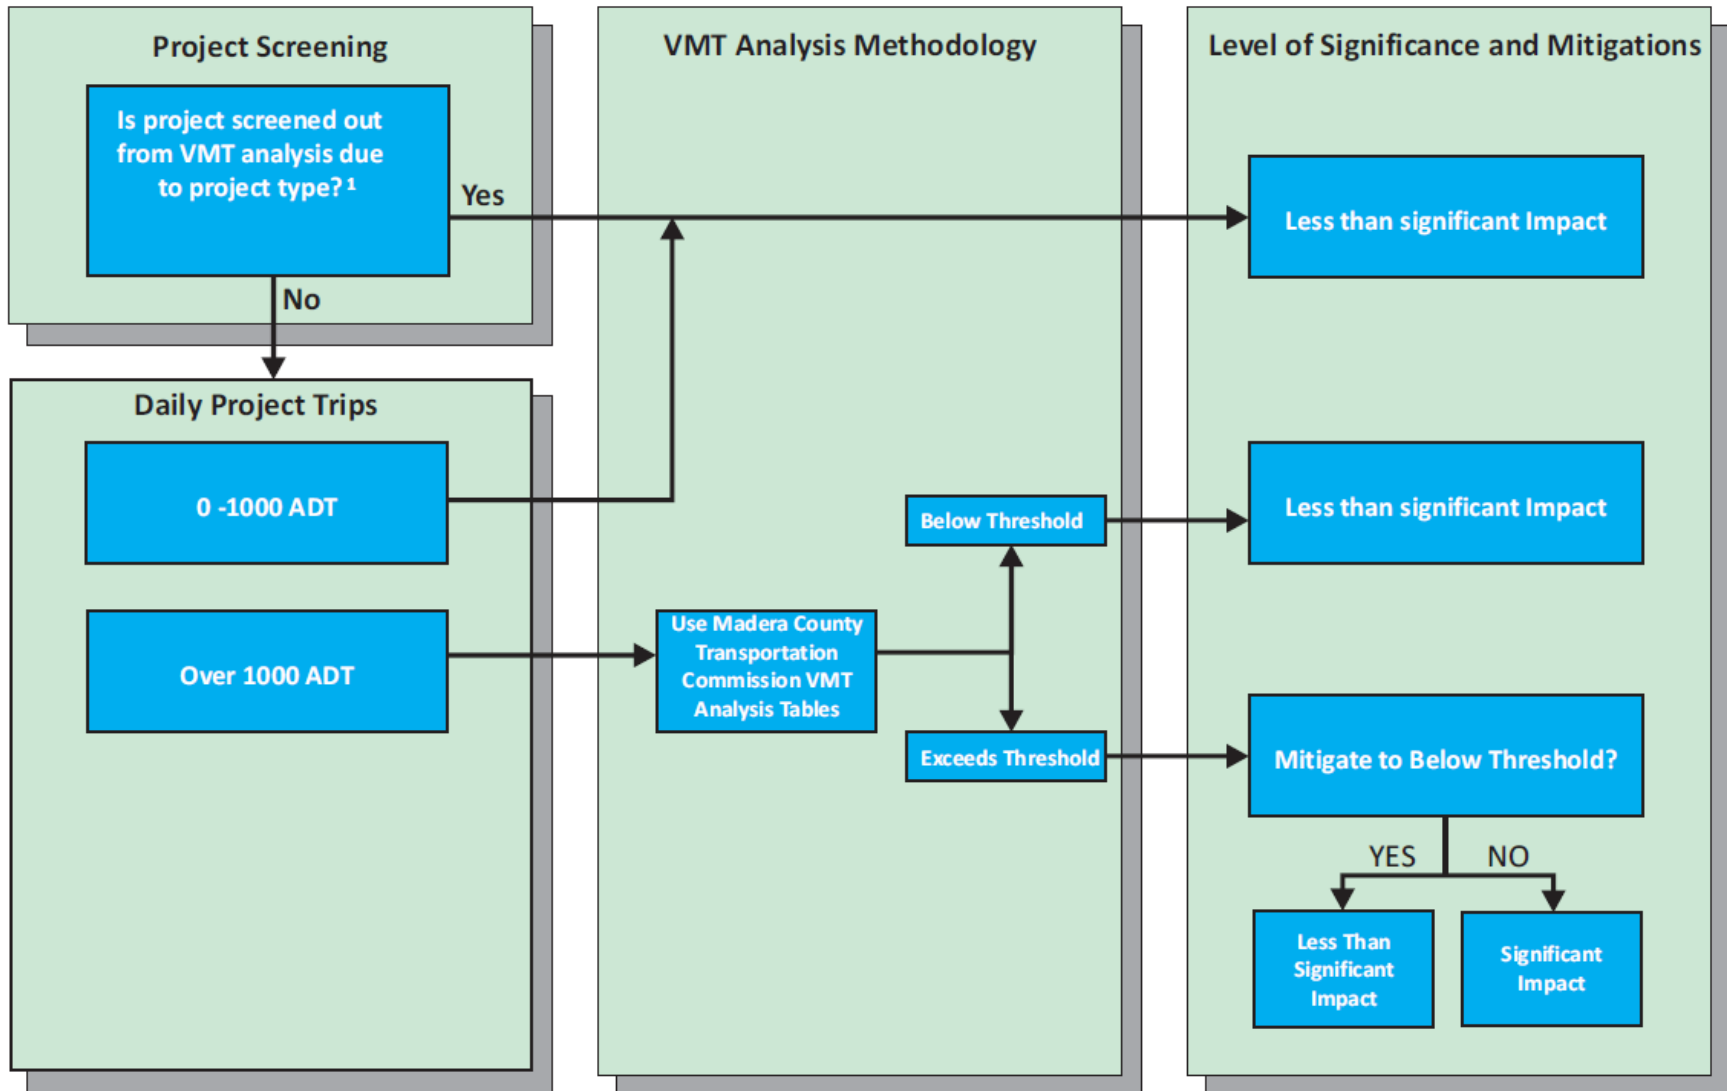 Project Screening
Is project screened out
from VMT analysis due
to project type? ¹
Yes
No
Daily Project Trips
0 -1000 ADT
Over 1000 ADT
VMT Analysis Methodology
Use Madera County
Transportation
Commission VMT
Analysis Tables
Below Threshold
Exceeds Threshold
Level of Significance and Mitigations
Less than significant Impact
Less than significant Impact
Mitigate to Below Threshold?
YES
NO
Less Than
Significant
Impact
Significant
Impact